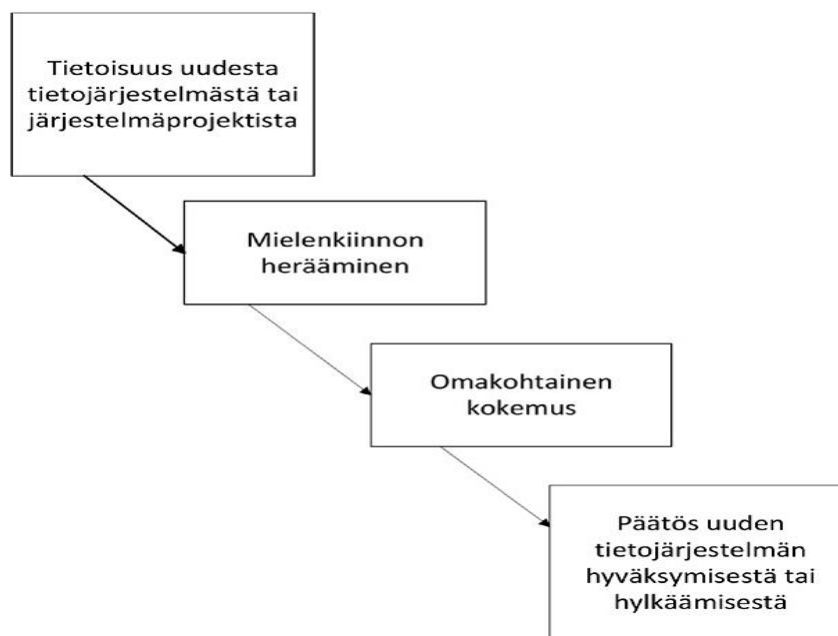 Tietoisuus uudesta
tietojärjestelmästä tai
järjestelmäprojektista
Mielenkiinnon
herääminen
Omakohtainen
kokemus
Päätös uuden
tietojärjestelmän
hyväksymisestä tai
hylkäämisestä